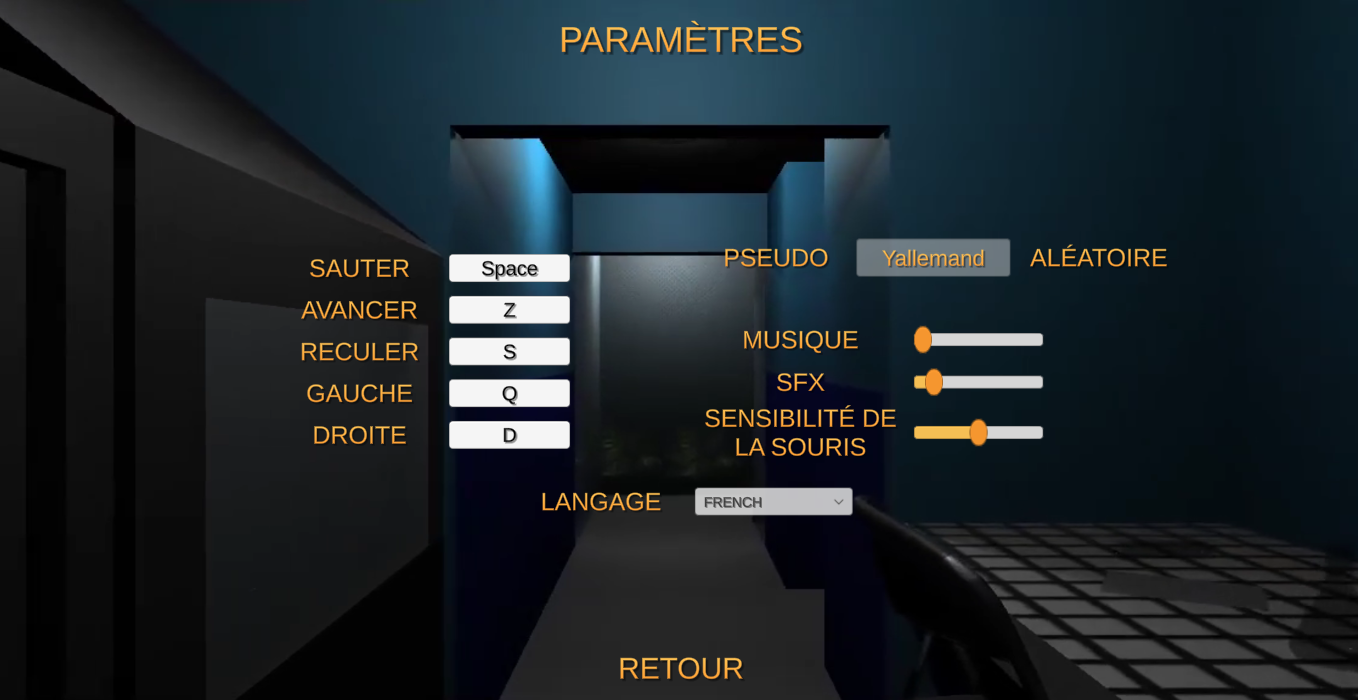 PARAMÈTRES
SAUTER Space
AVANCER Z
RECULER S
GAUCHE Q
DROITE D
PSEUDO Yallemand ALÉATOIRE
MUSIQUE
SFX
SENSIBILITÉ DE
LA SOURIS
LANGAGE FRENCH
RETOUR